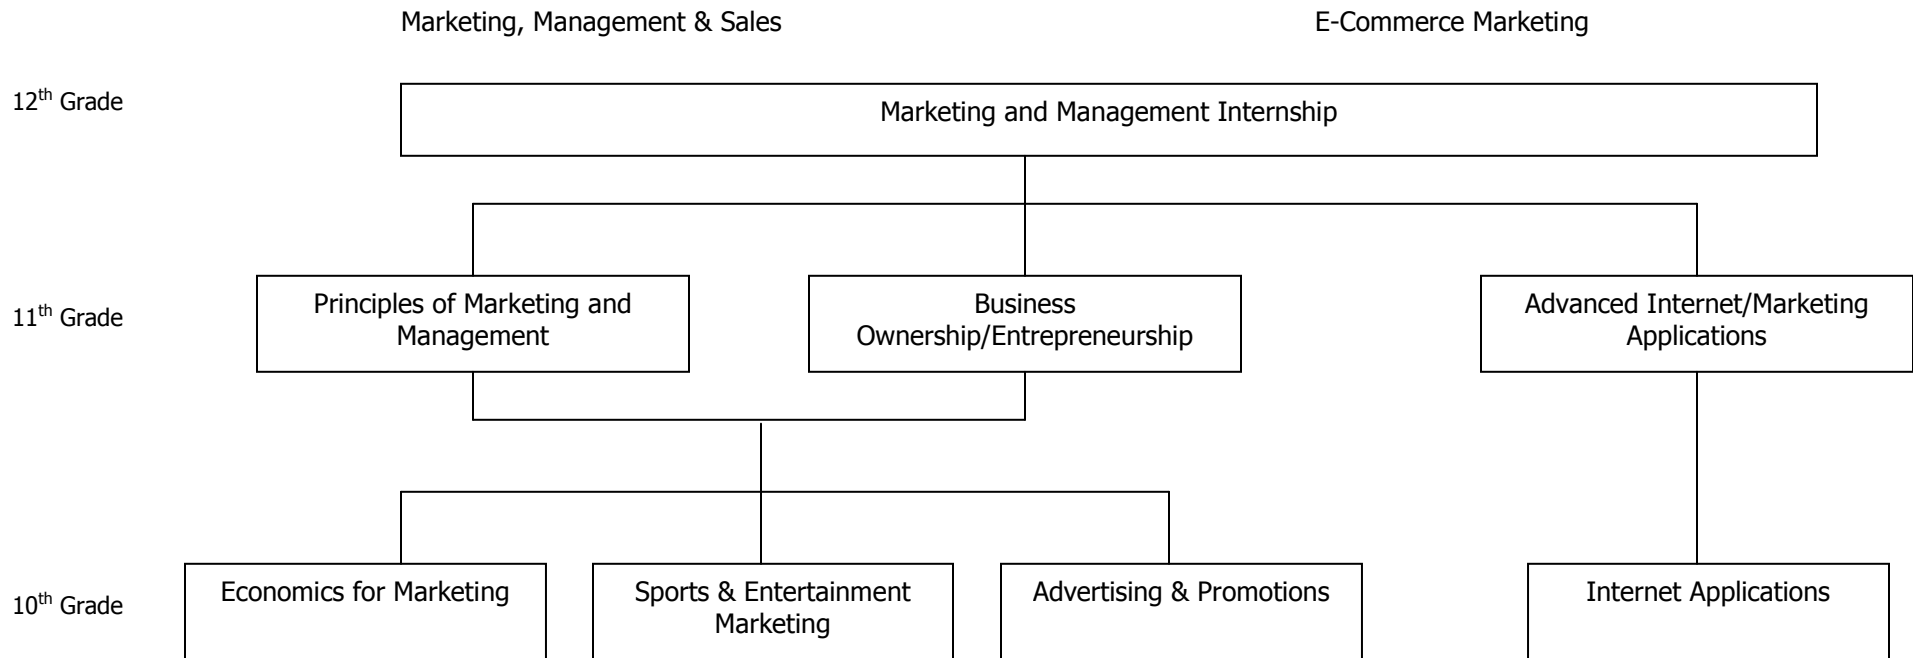 Marketing, Management & Sales
E-Commerce Marketing
12th Grade
Marketing and Management Internship
11th Grade
Principles of Marketing and
Management
Business
Ownership/Entrepreneurship
Advanced Internet/Marketing
Applications
10th Grade
Economics for Marketing
Sports & Entertainment
Marketing
Advertising & Promotions
Internet Applications